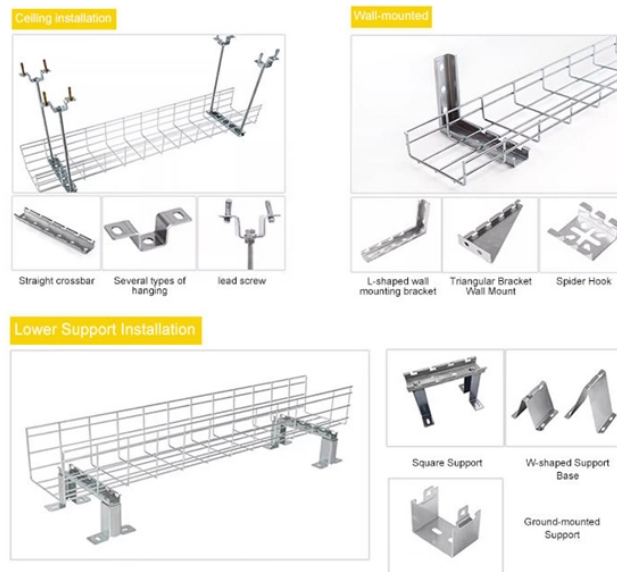 Ceiling installation
Wall-mounted
Straight crossbar
Several types of
hanging
lead screw
L-shaped wall
mounting bracket
Triangular Bracket
Wall Mount
Spider Hook
Lower Support Installation
Square Support
W-shaped Support
Base
Ground-mounted
Support